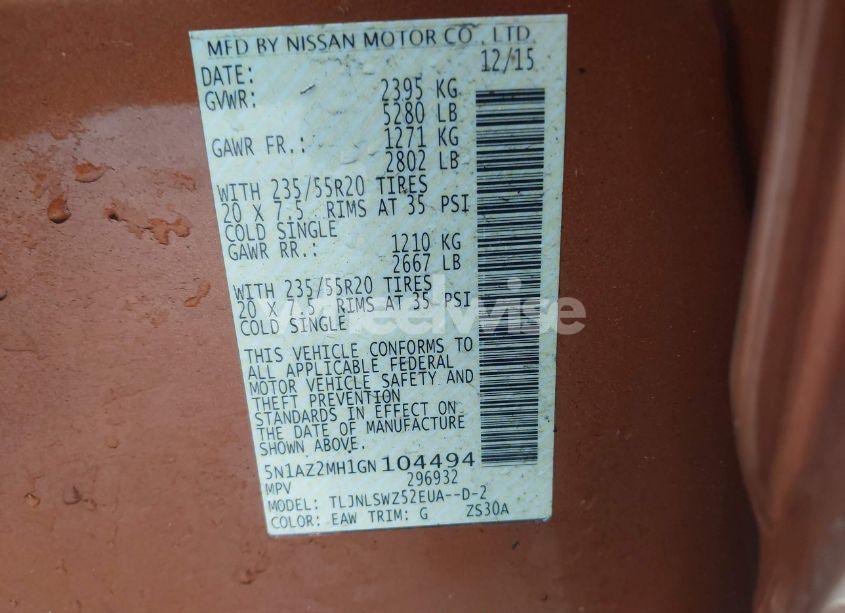 MFD BY NISSAN MOTOR CO., LTD.
DATE: 12/15
GVWR: 2395 KG
5280 LB
GAWR FR.: 1271 KG
2802 LB
WITH 235/55R20 TIRES
20 X 7.5 RIMS AT 35 PSI
COLD SINGLE
GAWR RR.: 1210 KG
2667 LB
WITH 235/55R20 TIRES
20 X 7.5 RIMS AT 35 PSI
COLD SINGLE
wheelwise
THIS VEHICLE CONFORMS TO
ALL APPLICABLE FEDERAL
MOTOR VEHICLE SAFETY AND
THEFT PREVENTION
STANDARDS IN EFFECT ON
THE DATE OF MANUFACTURE
SHOWN ABOVE.
5N1AZ2MH1GN104494
MPV 296932
MODEL: TLJNLSWZ52EUA--D-2
COLOR: EAW TRIM: G ZS30A